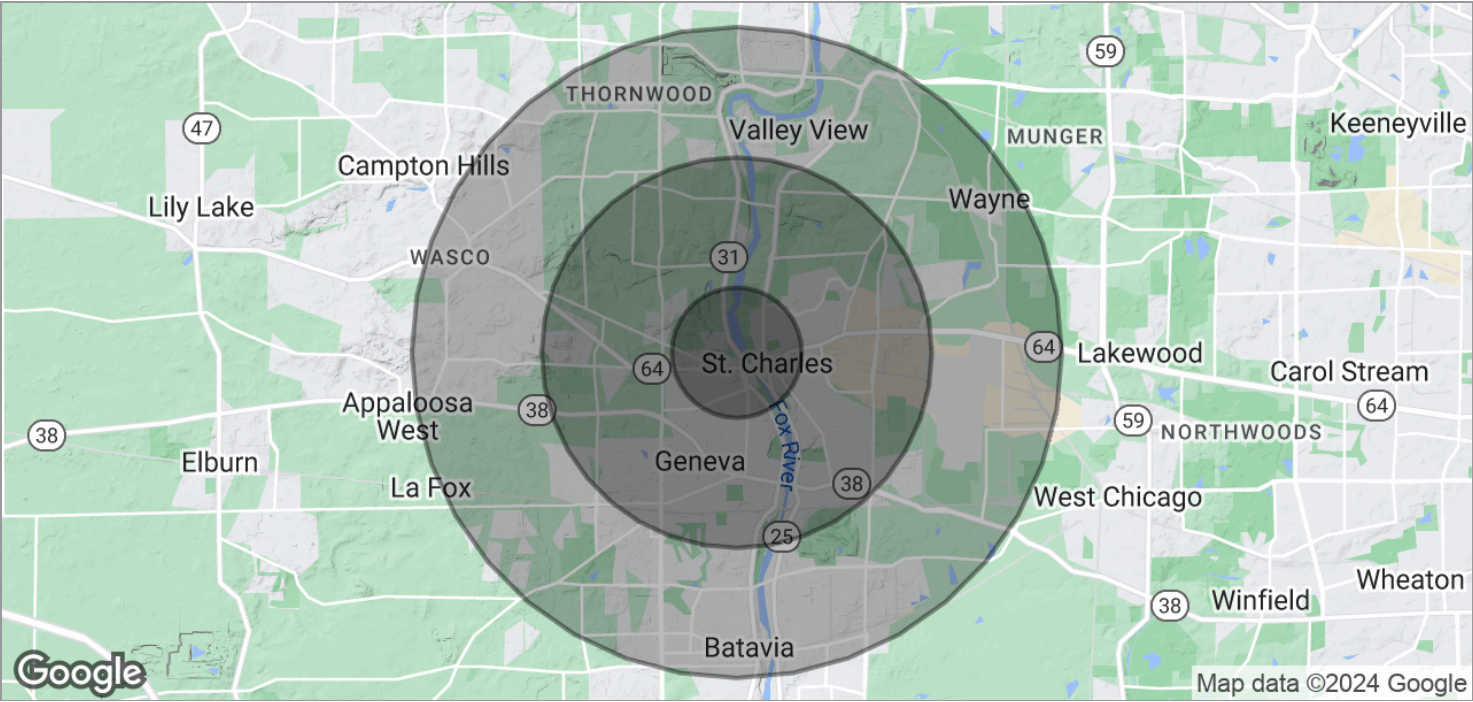 59
THORNWOOD
47
Valley View
Keeneyville
MUNGER
Campton Hills
Wayne
Lily Lake
WASCO
31
64
Lakewood
St. Charles
64
Carol Stream
Appaloosa
West
38
64
38
59
NORTHWOODS
Fox River
Elburn
Geneva
La Fox
38
West Chicago
25
Wheaton
Winfield
38
Batavia
Google
Map data ©2024 Google